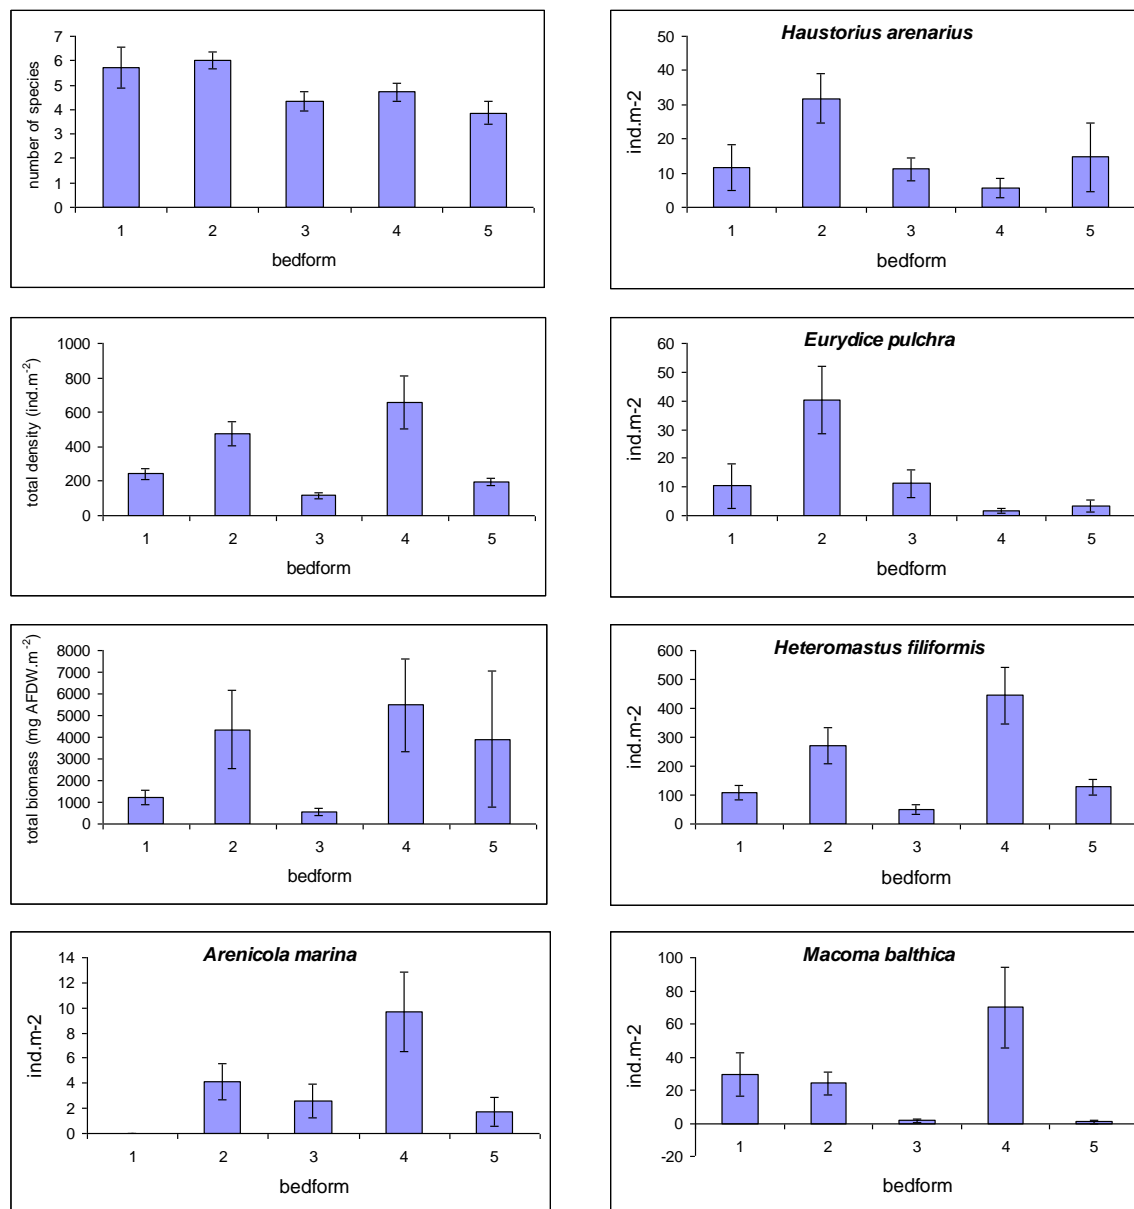 7
6
5
4
3
2
1
0
number of species
1 2 3 4 5
bedform
Haustorius arenarius
50
40
30
20
10
0
ind.m-2
1 2 3 4 5
bedform
1000
800
600
400
200
0
total density (ind.m-2)
1 2 3 4 5
bedform
Eurydice pulchra
60
50
40
30
20
10
0
ind.m-2
1 2 3 4 5
bedform
8000
7000
6000
5000
4000
3000
2000
1000
0
total biomass (mg AFDW.m-2)
1 2 3 4 5
bedform
Heteromastus filiformis
600
500
400
300
200
100
0
ind.m-2
1 2 3 4 5
bedform
Arenicola marina
14
12
10
8
6
4
2
0
ind.m-2
1 2 3 4 5
bedform
Macoma balthica
100
80
60
40
20
0
-20
ind.m-2
1 2 3 4 5
bedform